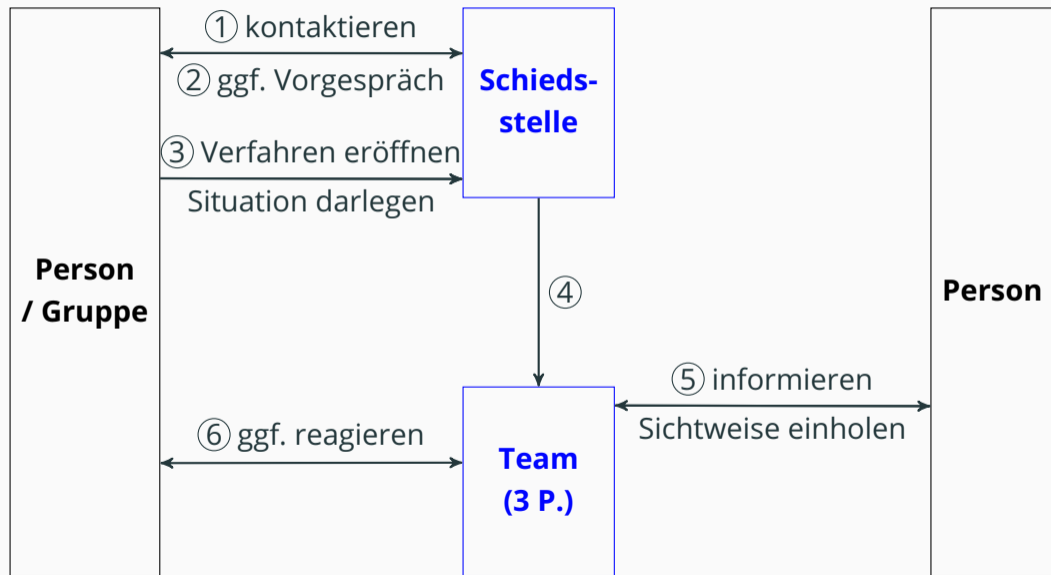 ① kontaktieren
② ggf. Vorgespräch
Schieds-
stelle
③ Verfahren eröffnen
Situation darlegen
Person
/ Gruppe
④
Person
⑤ informieren
Sichtweise einholen
⑥ ggf. reagieren
Team
(3 P.)